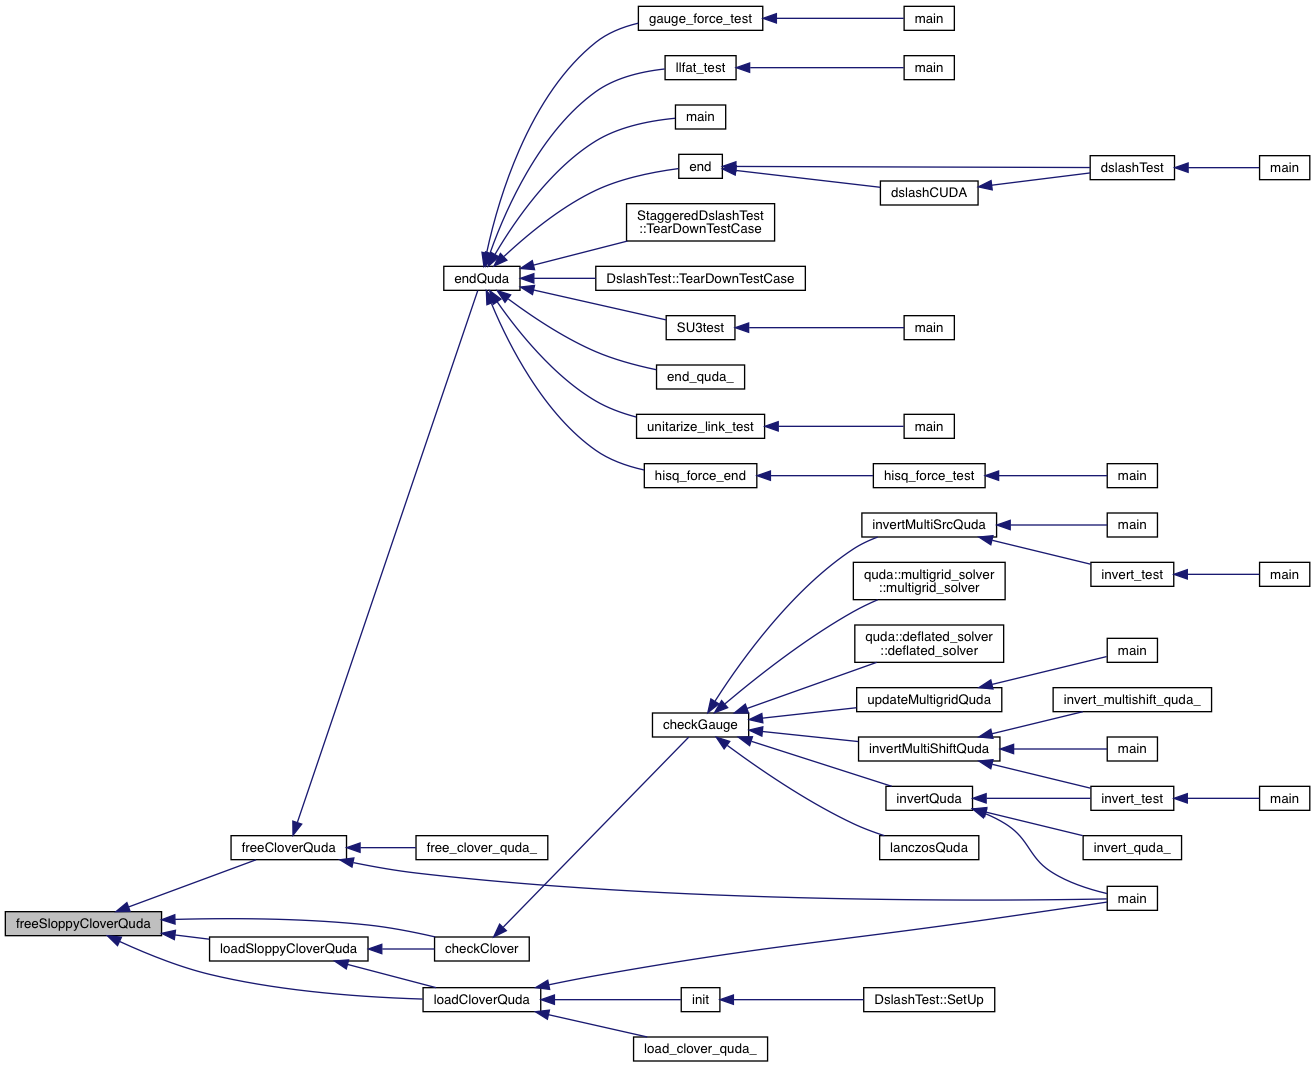 gauge_force_test
main
llfat_test
main
main
end
dslashTest
main
dslashCUDA
StaggeredDslashTest
::TearDownTestCase
endQuda
DslashTest::TearDownTestCase
SU3test
main
end_quda_
unitarize_link_test
main
hisq_force_end
hisq_force_test
main
invertMultiSrcQuda
main
invert_test
main
quda::multigrid_solver
::multigrid_solver
quda::deflated_solver
::deflated_solver
main
updateMultigridQuda
invert_multishift_quda_
checkGauge
invertMultiShiftQuda
main
invertQuda
invert_test
main
freeCloverQuda
free_clover_quda_
lanczosQuda
invert_quda_
main
freeSloppyCloverQuda
loadSloppyCloverQuda
checkClover
loadCloverQuda
init
DslashTest::SetUp
load_clover_quda_